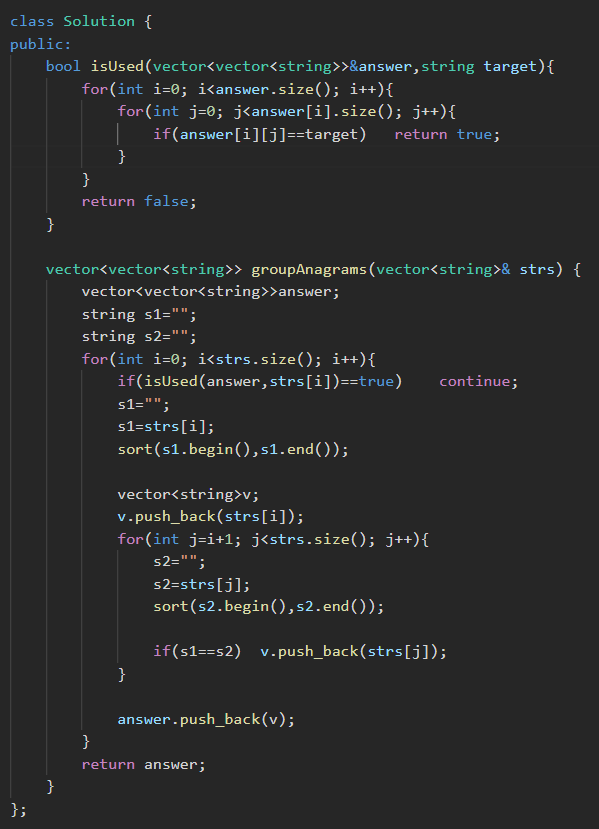 class Solution {
public:
    bool isUsed(vector<vector<string>>&answer,string target){
        for(int i=0; i<answer.size(); i++){
            for(int j=0; j<answer[i].size(); j++){
                if(answer[i][j]==target)   return true;
            }
        }
        return false;
    }

    vector<vector<string>> groupAnagrams(vector<string>& strs) {
        vector<vector<string>>answer;
        string s1="";
        string s2="";
        for(int i=0; i<strs.size(); i++){
            if(isUsed(answer,strs[i])==true)    continue;
            s1="";
            s1=strs[i];
            sort(s1.begin(),s1.end());

            vector<string>v;
            v.push_back(strs[i]);
            for(int j=i+1; j<strs.size(); j++){
                s2="";
                s2=strs[j];
                sort(s2.begin(),s2.end());

                if(s1==s2)  v.push_back(strs[j]);
            }

            answer.push_back(v);
        }
        return answer;
    }
};